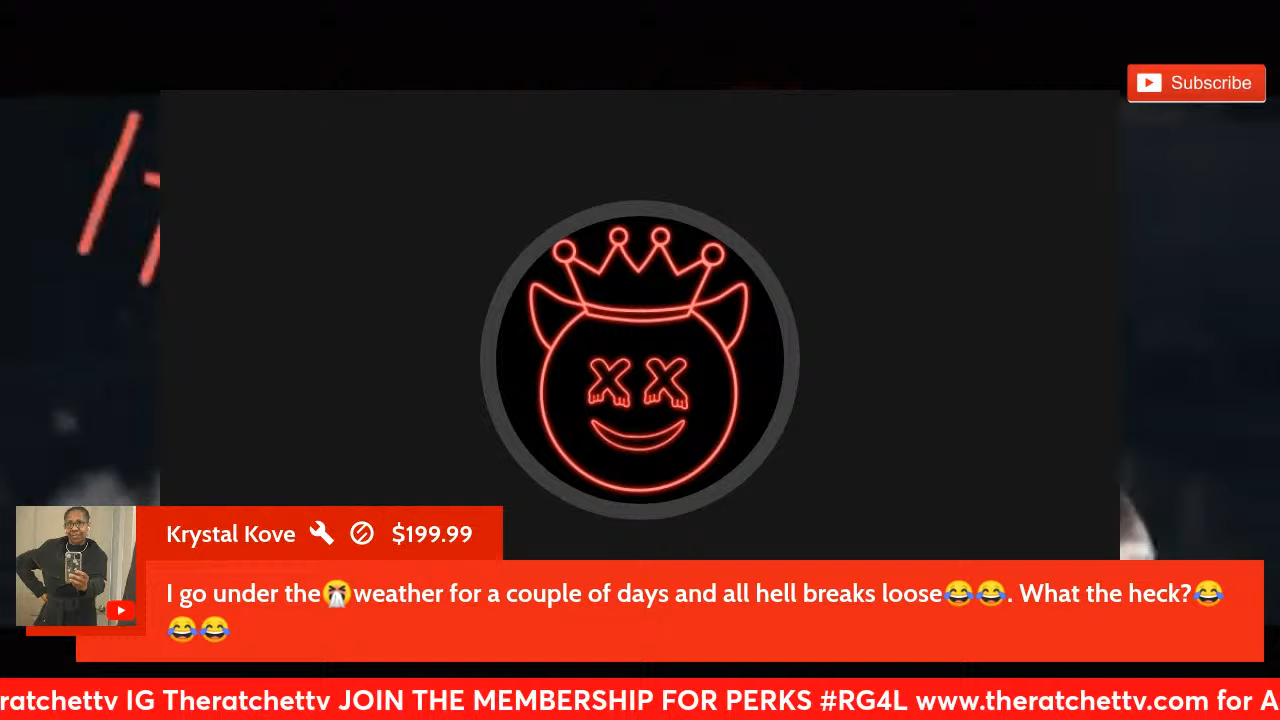 Subscribe
Krystal Kove $199.99
I go under the🤧weather for a couple of days and all hell breaks loose😂😂. What the heck?😂
😂😂
ratchettv IG Theratchettv JOIN THE MEMBERSHIP FOR PERKS #RG4L www.theratchettv.com for A